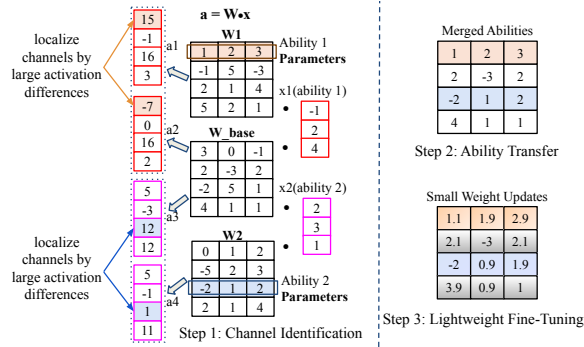 a = W•x
localize
channels by
large activation
differences
15
-1
16
3
a1
W1
1 2 3
-1 5 -3
2 1 4
5 2 1
Ability 1
Parameters
x1(ability 1)
•
-1
2
4
-7
0
16
2
a2
W_base
3 0 -1
2 -3 2
-2 5 1
4 1 1
x2(ability 2)
•
2
3
1
5
-3
12
12
a3
localize
channels by
large activation
differences
5
-1
1
11
a4
W2
0 1 2
-5 2 3
-2 1 2
2 1 4
Ability 2
Parameters
Step 1: Channel Identification
Merged Abilities
1 2 3
2 -3 2
-2 1 2
4 1 1
Step 2: Ability Transfer
Small Weight Updates
1.1 1.9 2.9
2.1 -3 2.1
-2 0.9 1.9
3.9 0.9 1
Step 3: Lightweight Fine-Tuning